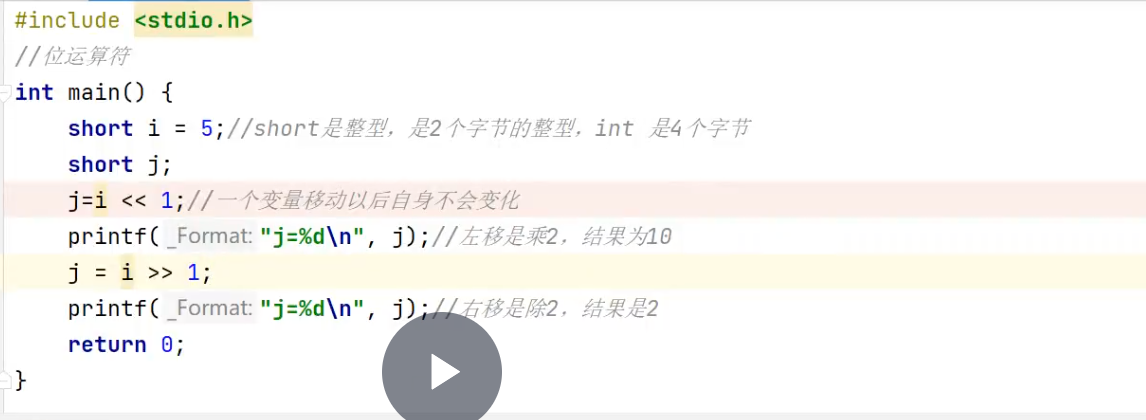 #include <stdio.h>
//位运算符
int main() {
    short i = 5;//short是整型，是2个字节的整型，int 是4个字节
    short j;
    j=i << 1;//一个变量移动以后自身不会变化
    printf( _Format: "j=%d\n", j);//左移是乘2，结果为10
    j = i >> 1;
    printf( _Format: "j=%d\n", j);//右移是除2，结果是2
    return 0;
}